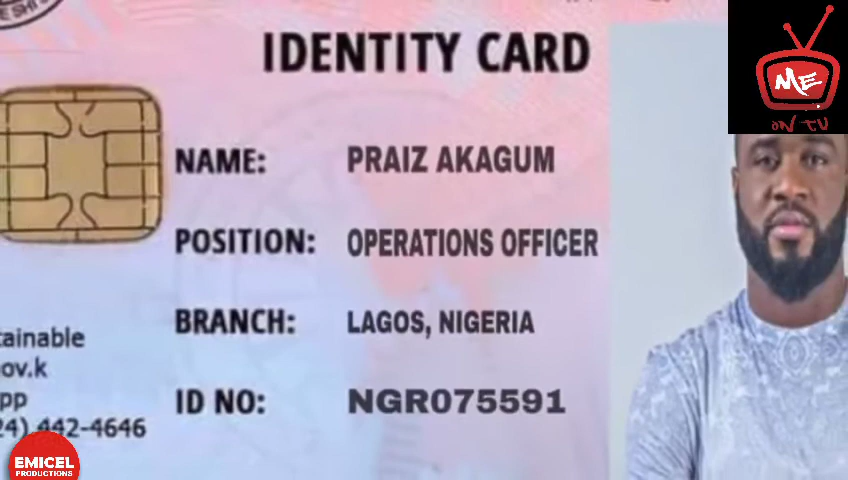 IDENTITY CARD
ME
ON TV
NAME: PRAIZ AKAGUM
POSITION: OPERATIONS OFFICER
BRANCH: LAGOS, NIGERIA
ID NO: NGR075591
tainable
ov.k
pp
24) 442-4646
EMICEL
PRODUCTIONS